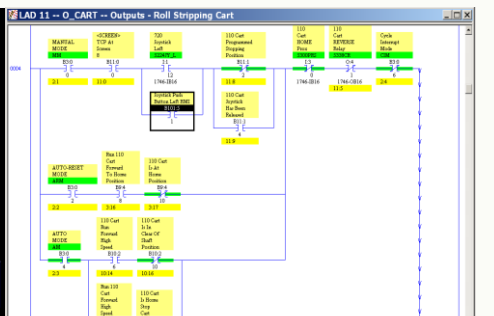 LAD 11 -- O_CART -- Outputs - Roll Stripping Cart
110
Cart
HOME
Prox
110
Cart
REVERSE
Relay
Cycle
Interrupt
Mode
CIM
MANUAL
MODE
MM
<SCREEN>
TCP At
Screen
8
720
Joystick
Left
110 Cart
Programmed
Stripping
Position
0004
B3:0
0
B11:0
0
I:1
12
B11:1
2
I:3
0
O:4
1
B3:0
6
2:1
11:0
1746-IB16
11:8
1746-IB16
1746-OB16
2:4
11:5
Joystick Push
Button Left HMI
B101:5
1
110 Cart
Joystick
Has Been
Released
B11:1
4
11:9
AUTO-RESET
MODE
ARM
Run 110
Cart
Forward
To Home
Position
110 Cart
Is At
Home
Position
B3:0
2
B9:4
8
B9:4
10
2:2
3:16
3:17
AUTO
MODE
AM
110 Cart
Run
Forward
High
Speed
110 Cart
Is In
Clear Of
Shaft
Position
B3:0
4
B10:2
6
B10:2
10
2:3
10:14
10:16
Run 110
Cart
Forward
High
Speed
110 Cart
Is Home
Stop
Cart